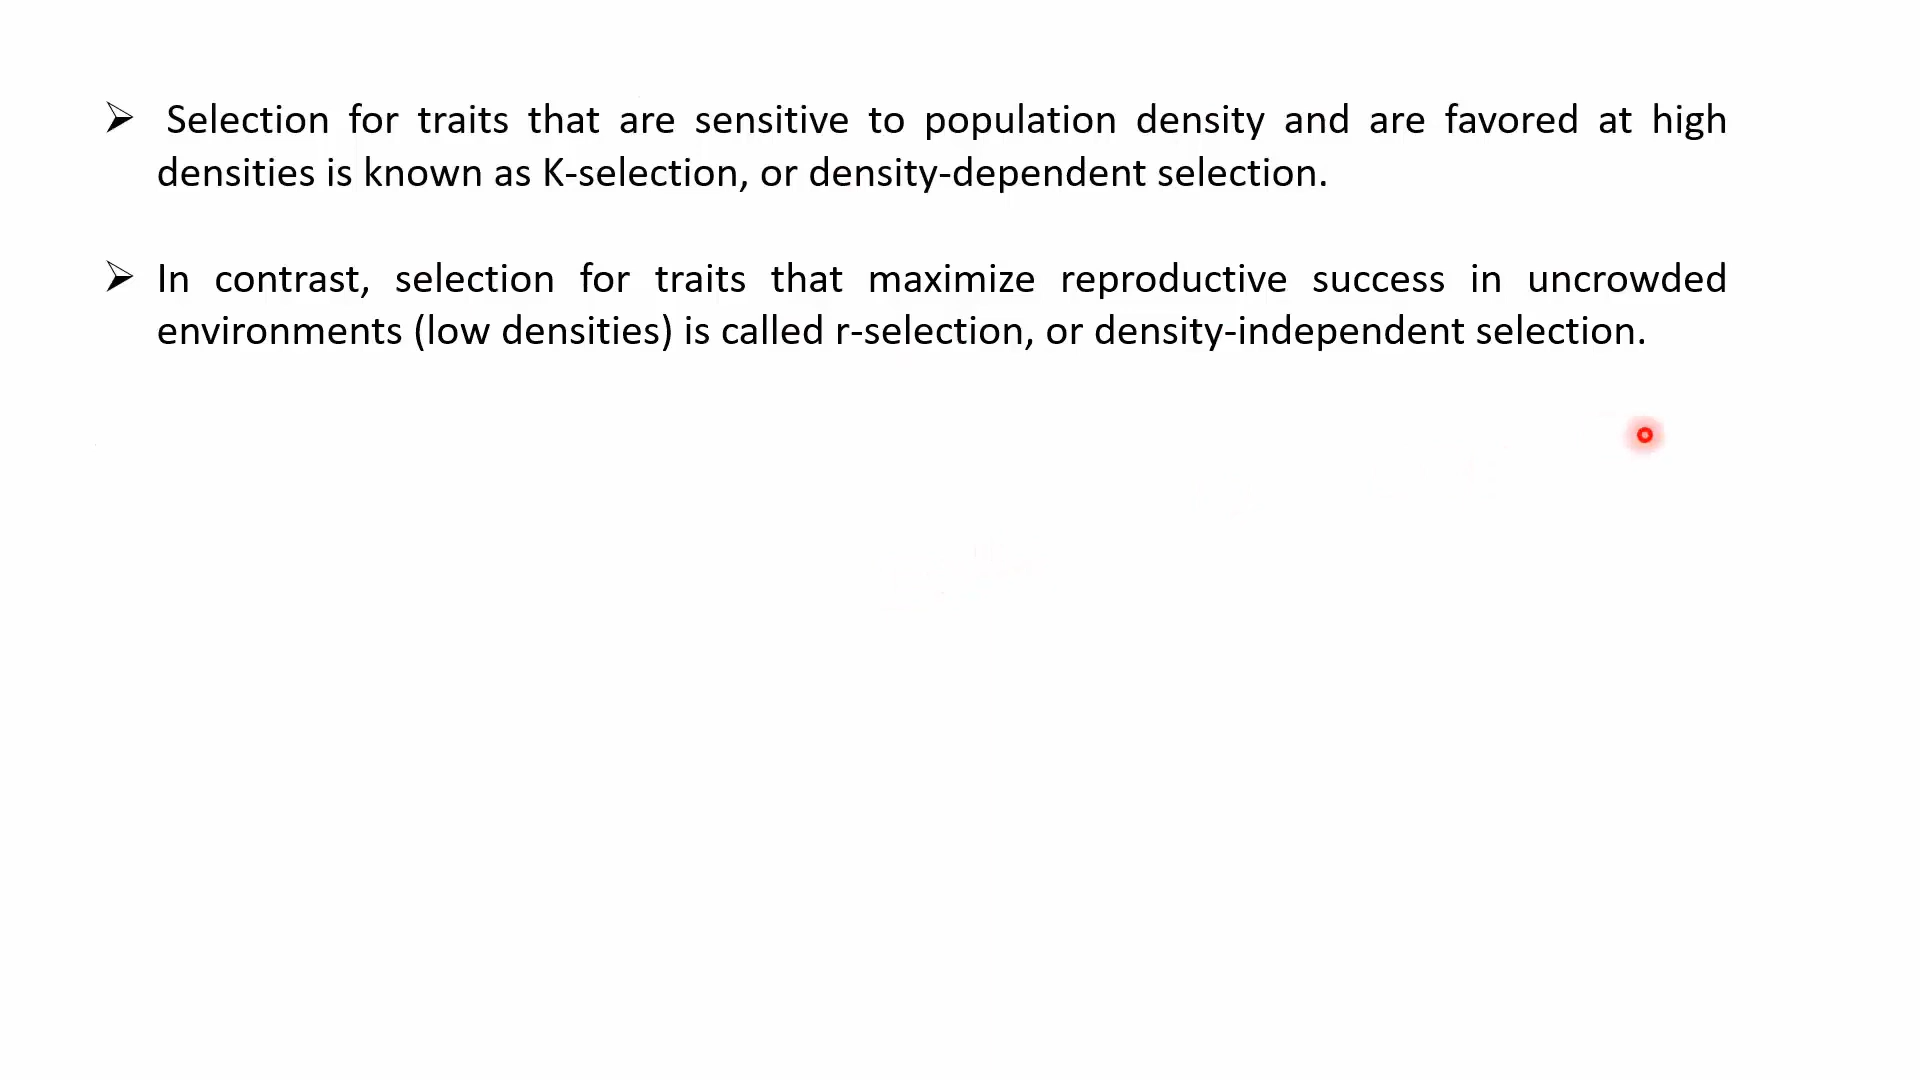 ➢ Selection for traits that are sensitive to population density and are favored at high
densities is known as K-selection, or density-dependent selection.
➢ In contrast, selection for traits that maximize reproductive success in uncrowded
environments (low densities) is called r-selection, or density-independent selection.